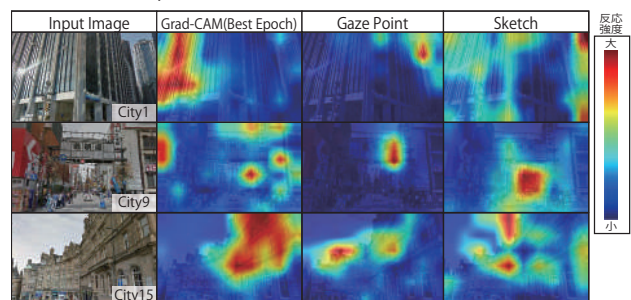 Input Image Grad-CAM(Best Epoch) Gaze Point Sketch
反応
強度
大
City1
City9
小
City15